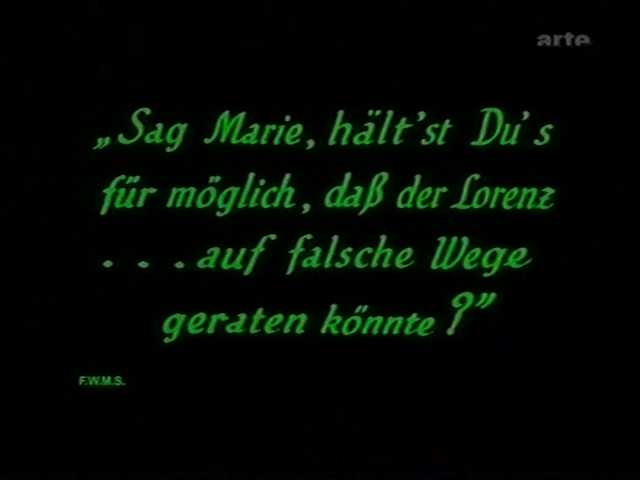 arte
„Sag Marie, hält'st Du's
für möglich, daß der Lorenz
. . . auf falsche Wege
geraten könnte?”
F.W.M.S.